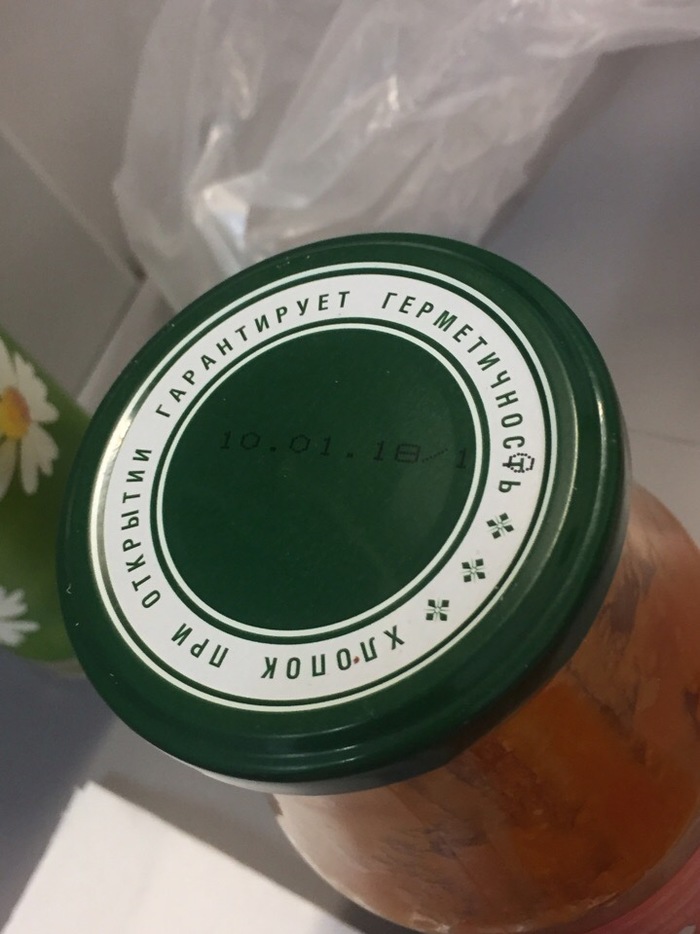 ХЛОПОК ПРИ ОТКРЫТИИ ГАРАНТИРУЕТ ГЕРМЕТИЧНОСТЬ
10.01.18